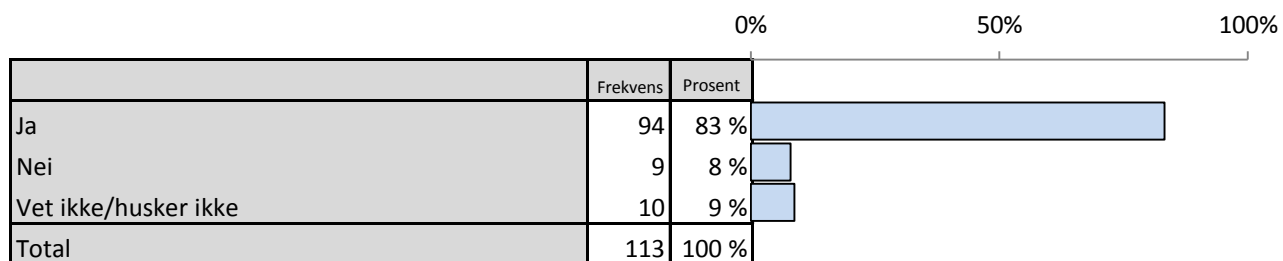 0% 50% 100%
Frekvens Prosent
Ja 94 83 %
Nei 9 8 %
Vet ikke/husker ikke 10 9 %
Total 113 100 %